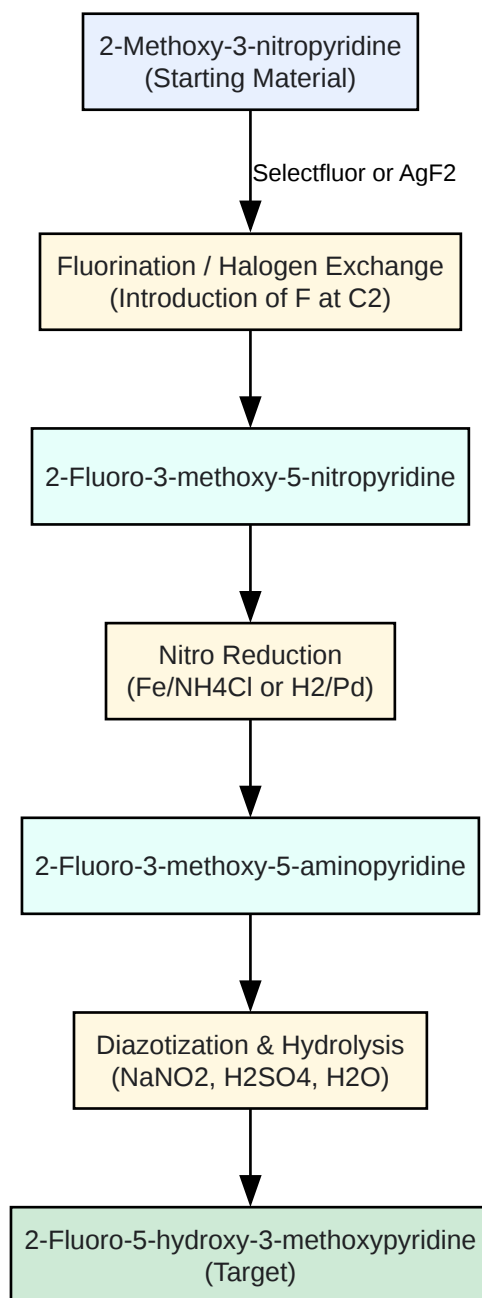 2-Methoxy-3-nitropyridine
(Starting Material)
Selectfluor or AgF2
Fluorination / Halogen Exchange
(Introduction of F at C2)
2-Fluoro-3-methoxy-5-nitropyridine
Nitro Reduction
(Fe/NH4Cl or H2/Pd)
2-Fluoro-3-methoxy-5-aminopyridine
Diazotization & Hydrolysis
(NaNO2, H2SO4, H2O)
2-Fluoro-5-hydroxy-3-methoxypyridine
(Target)